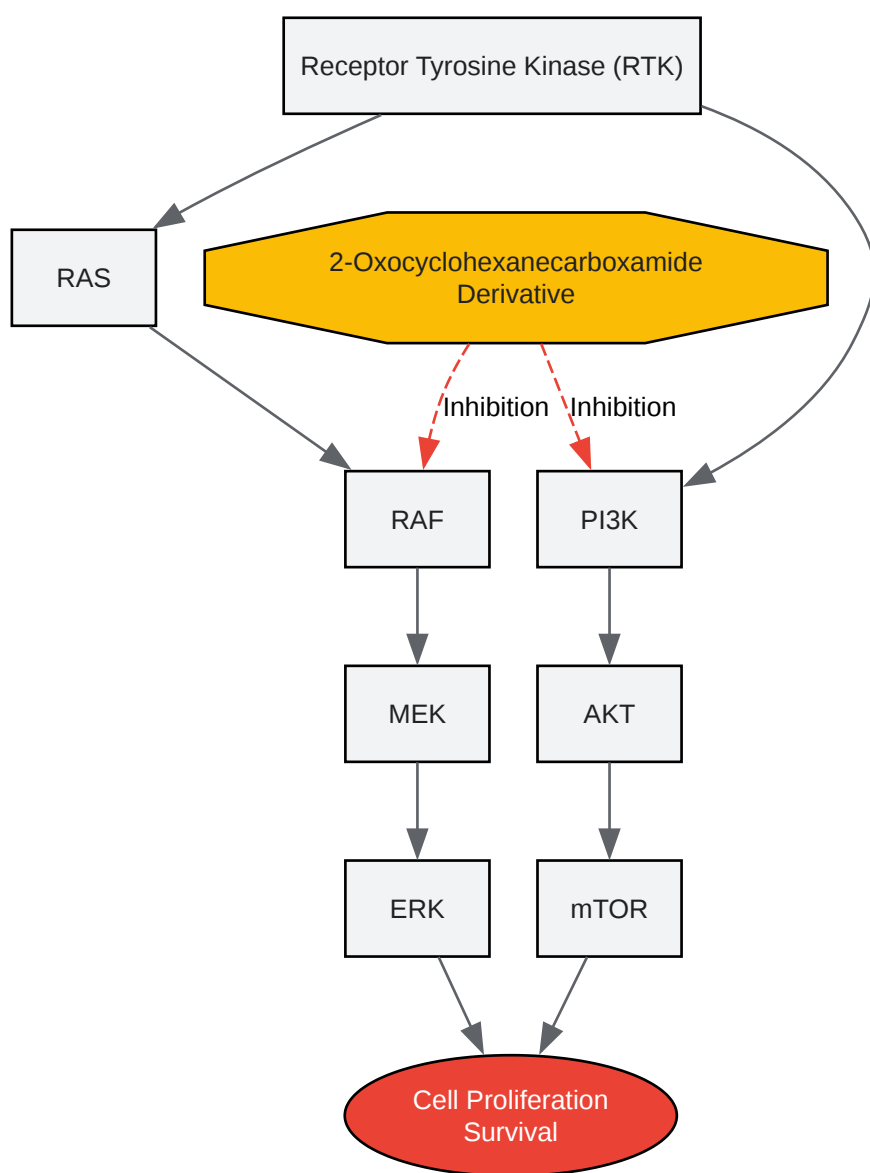 Receptor Tyrosine Kinase (RTK)
RAS
2-Oxocyclohexanecarboxamide
Derivative
Inhibition
Inhibition
RAF
PI3K
MEK
AKT
ERK
mTOR
Cell Proliferation
Survival